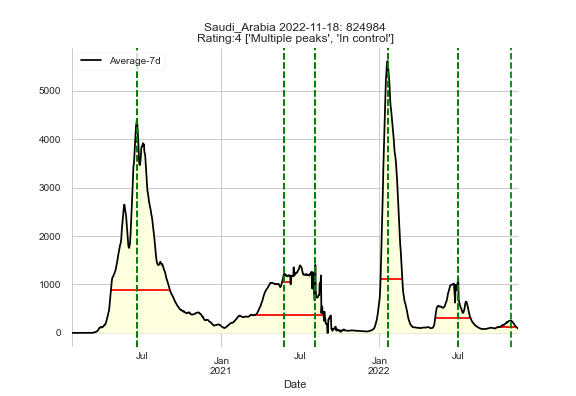 Saudi_Arabia 2022-11-18: 824984
Rating:4 ['Multiple peaks', 'In control']
Average-7d
5000
4000
3000
2000
1000
0
Jul
Jan
2021
Jul
Jan
2022
Jul
Date